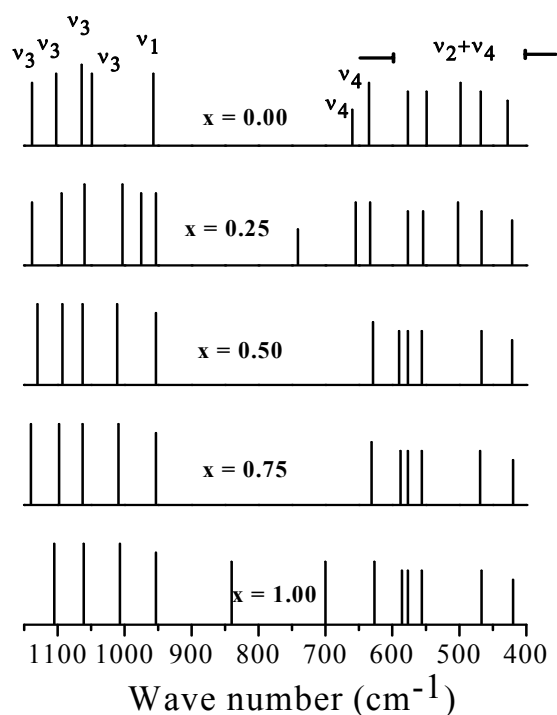 ν3 ν3 ν3 ν3 ν1 ν4 ν4 ν2+ν4
x = 0.00
x = 0.25
x = 0.50
x = 0.75
x = 1.00
1100 1000 900 800 700 600 500 400
Wave number (cm-1)